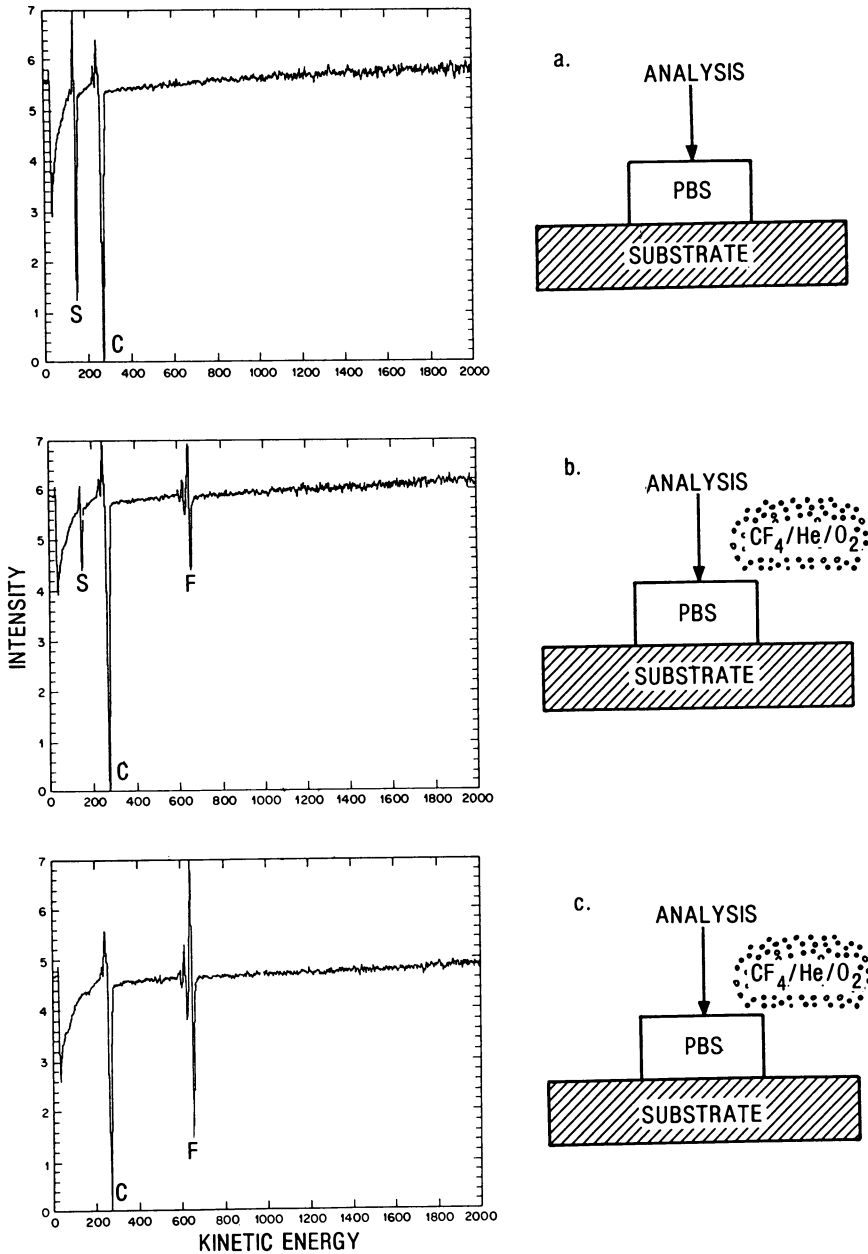 7
6
5
4
3
2
1
0
S
C
0 200 400 600 800 1000 1200 1400 1600 1800 2000
a.
ANALYSIS
PBS
SUBSTRATE
INTENSITY
7
6
5
4
3
2
1
0
S
F
C
0 200 400 600 800 1000 1200 1400 1600 1800 2000
b.
ANALYSIS
CF4/He/O2
PBS
SUBSTRATE
7
6
5
4
3
2
1
0
F
C
0 200 400 600 800 1000 1200 1400 1600 1800 2000
KINETIC ENERGY
c.
ANALYSIS
CF4/He/O2
PBS
SUBSTRATE